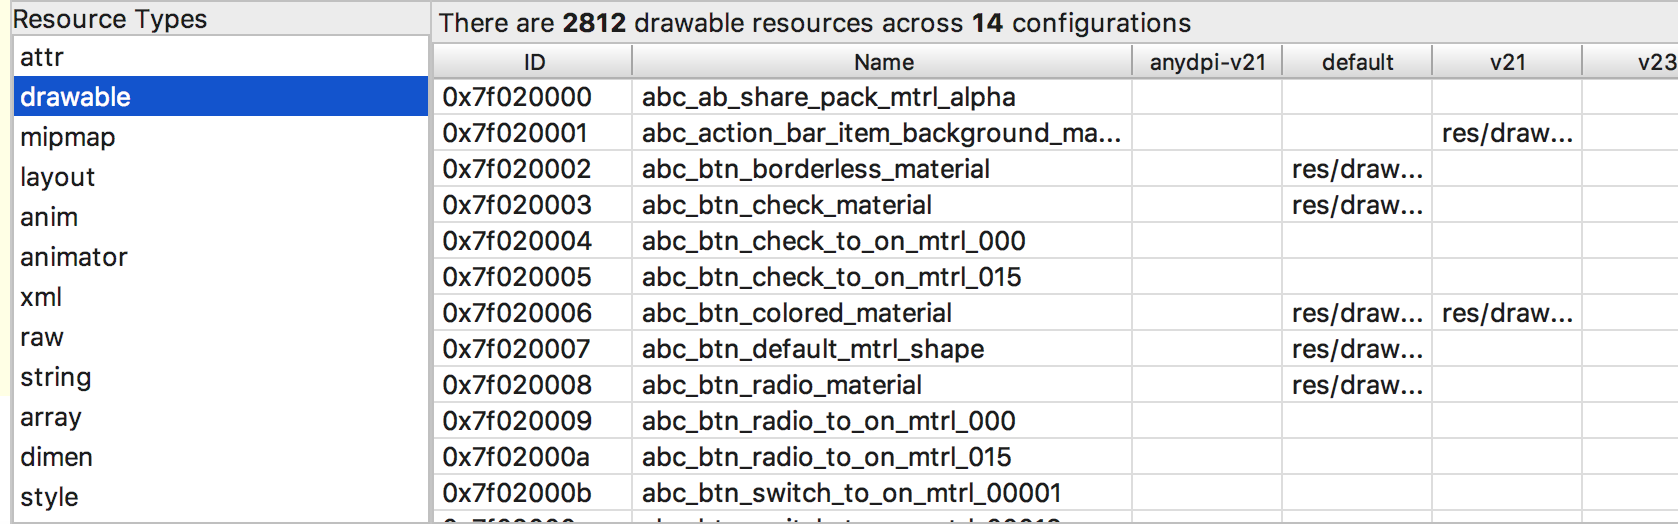 Resource Types
attr
drawable
mipmap
layout
anim
animator
xml
raw
string
array
dimen
style
There are 2812 drawable resources across 14 configurations
ID Name anydpi-v21 default v21 v23
0x7f020000 abc_ab_share_pack_mtrl_alpha
0x7f020001 abc_action_bar_item_background_ma... res/draw...
0x7f020002 abc_btn_borderless_material res/draw...
0x7f020003 abc_btn_check_material res/draw...
0x7f020004 abc_btn_check_to_on_mtrl_000
0x7f020005 abc_btn_check_to_on_mtrl_015
0x7f020006 abc_btn_colored_material res/draw... res/draw...
0x7f020007 abc_btn_default_mtrl_shape res/draw...
0x7f020008 abc_btn_radio_material res/draw...
0x7f020009 abc_btn_radio_to_on_mtrl_000
0x7f02000a abc_btn_radio_to_on_mtrl_015
0x7f02000b abc_btn_switch_to_on_mtrl_00001